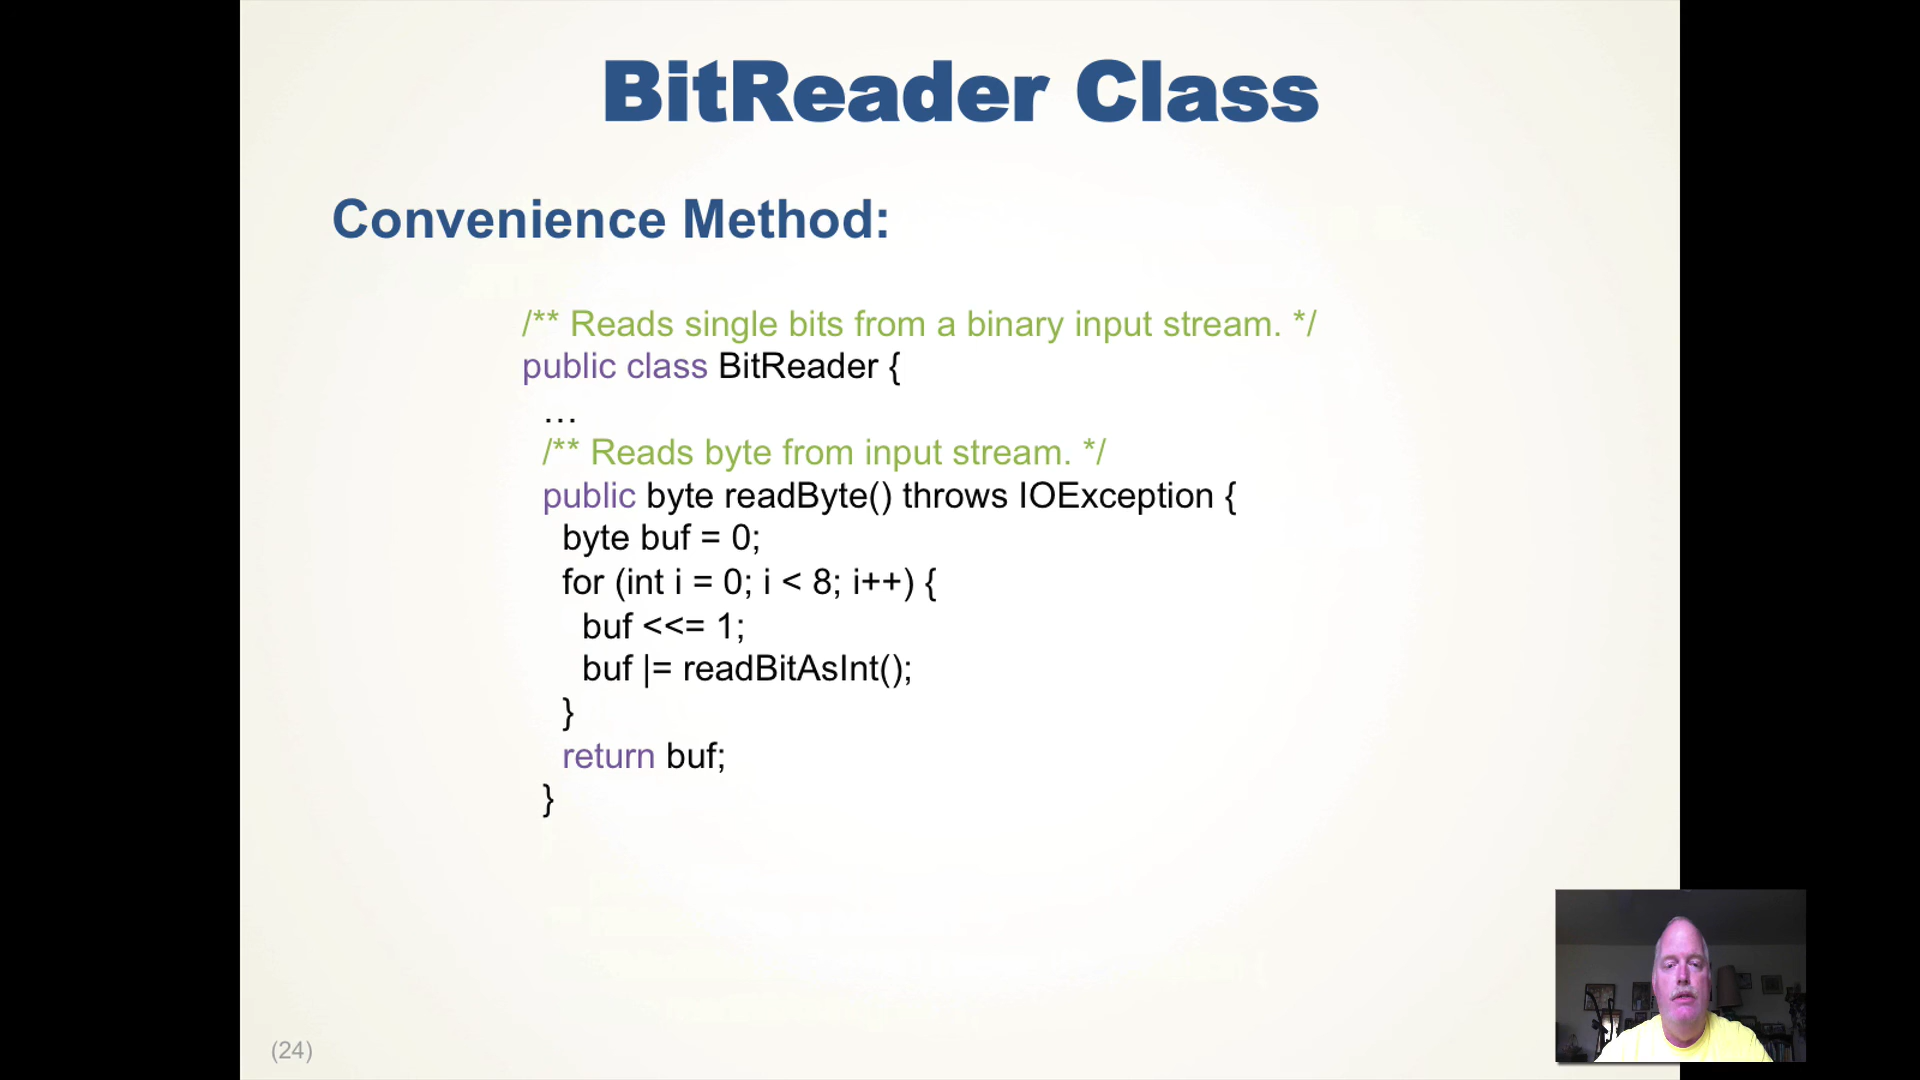 BitReader Class
Convenience Method:
/** Reads single bits from a binary input stream. */
public class BitReader {
…
/** Reads byte from input stream. */
public byte readByte() throws IOException {
byte buf = 0;
for (int i = 0; i < 8; i++) {
buf <<= 1;
buf |= readBitAsInt();
}
return buf;
}
(24)